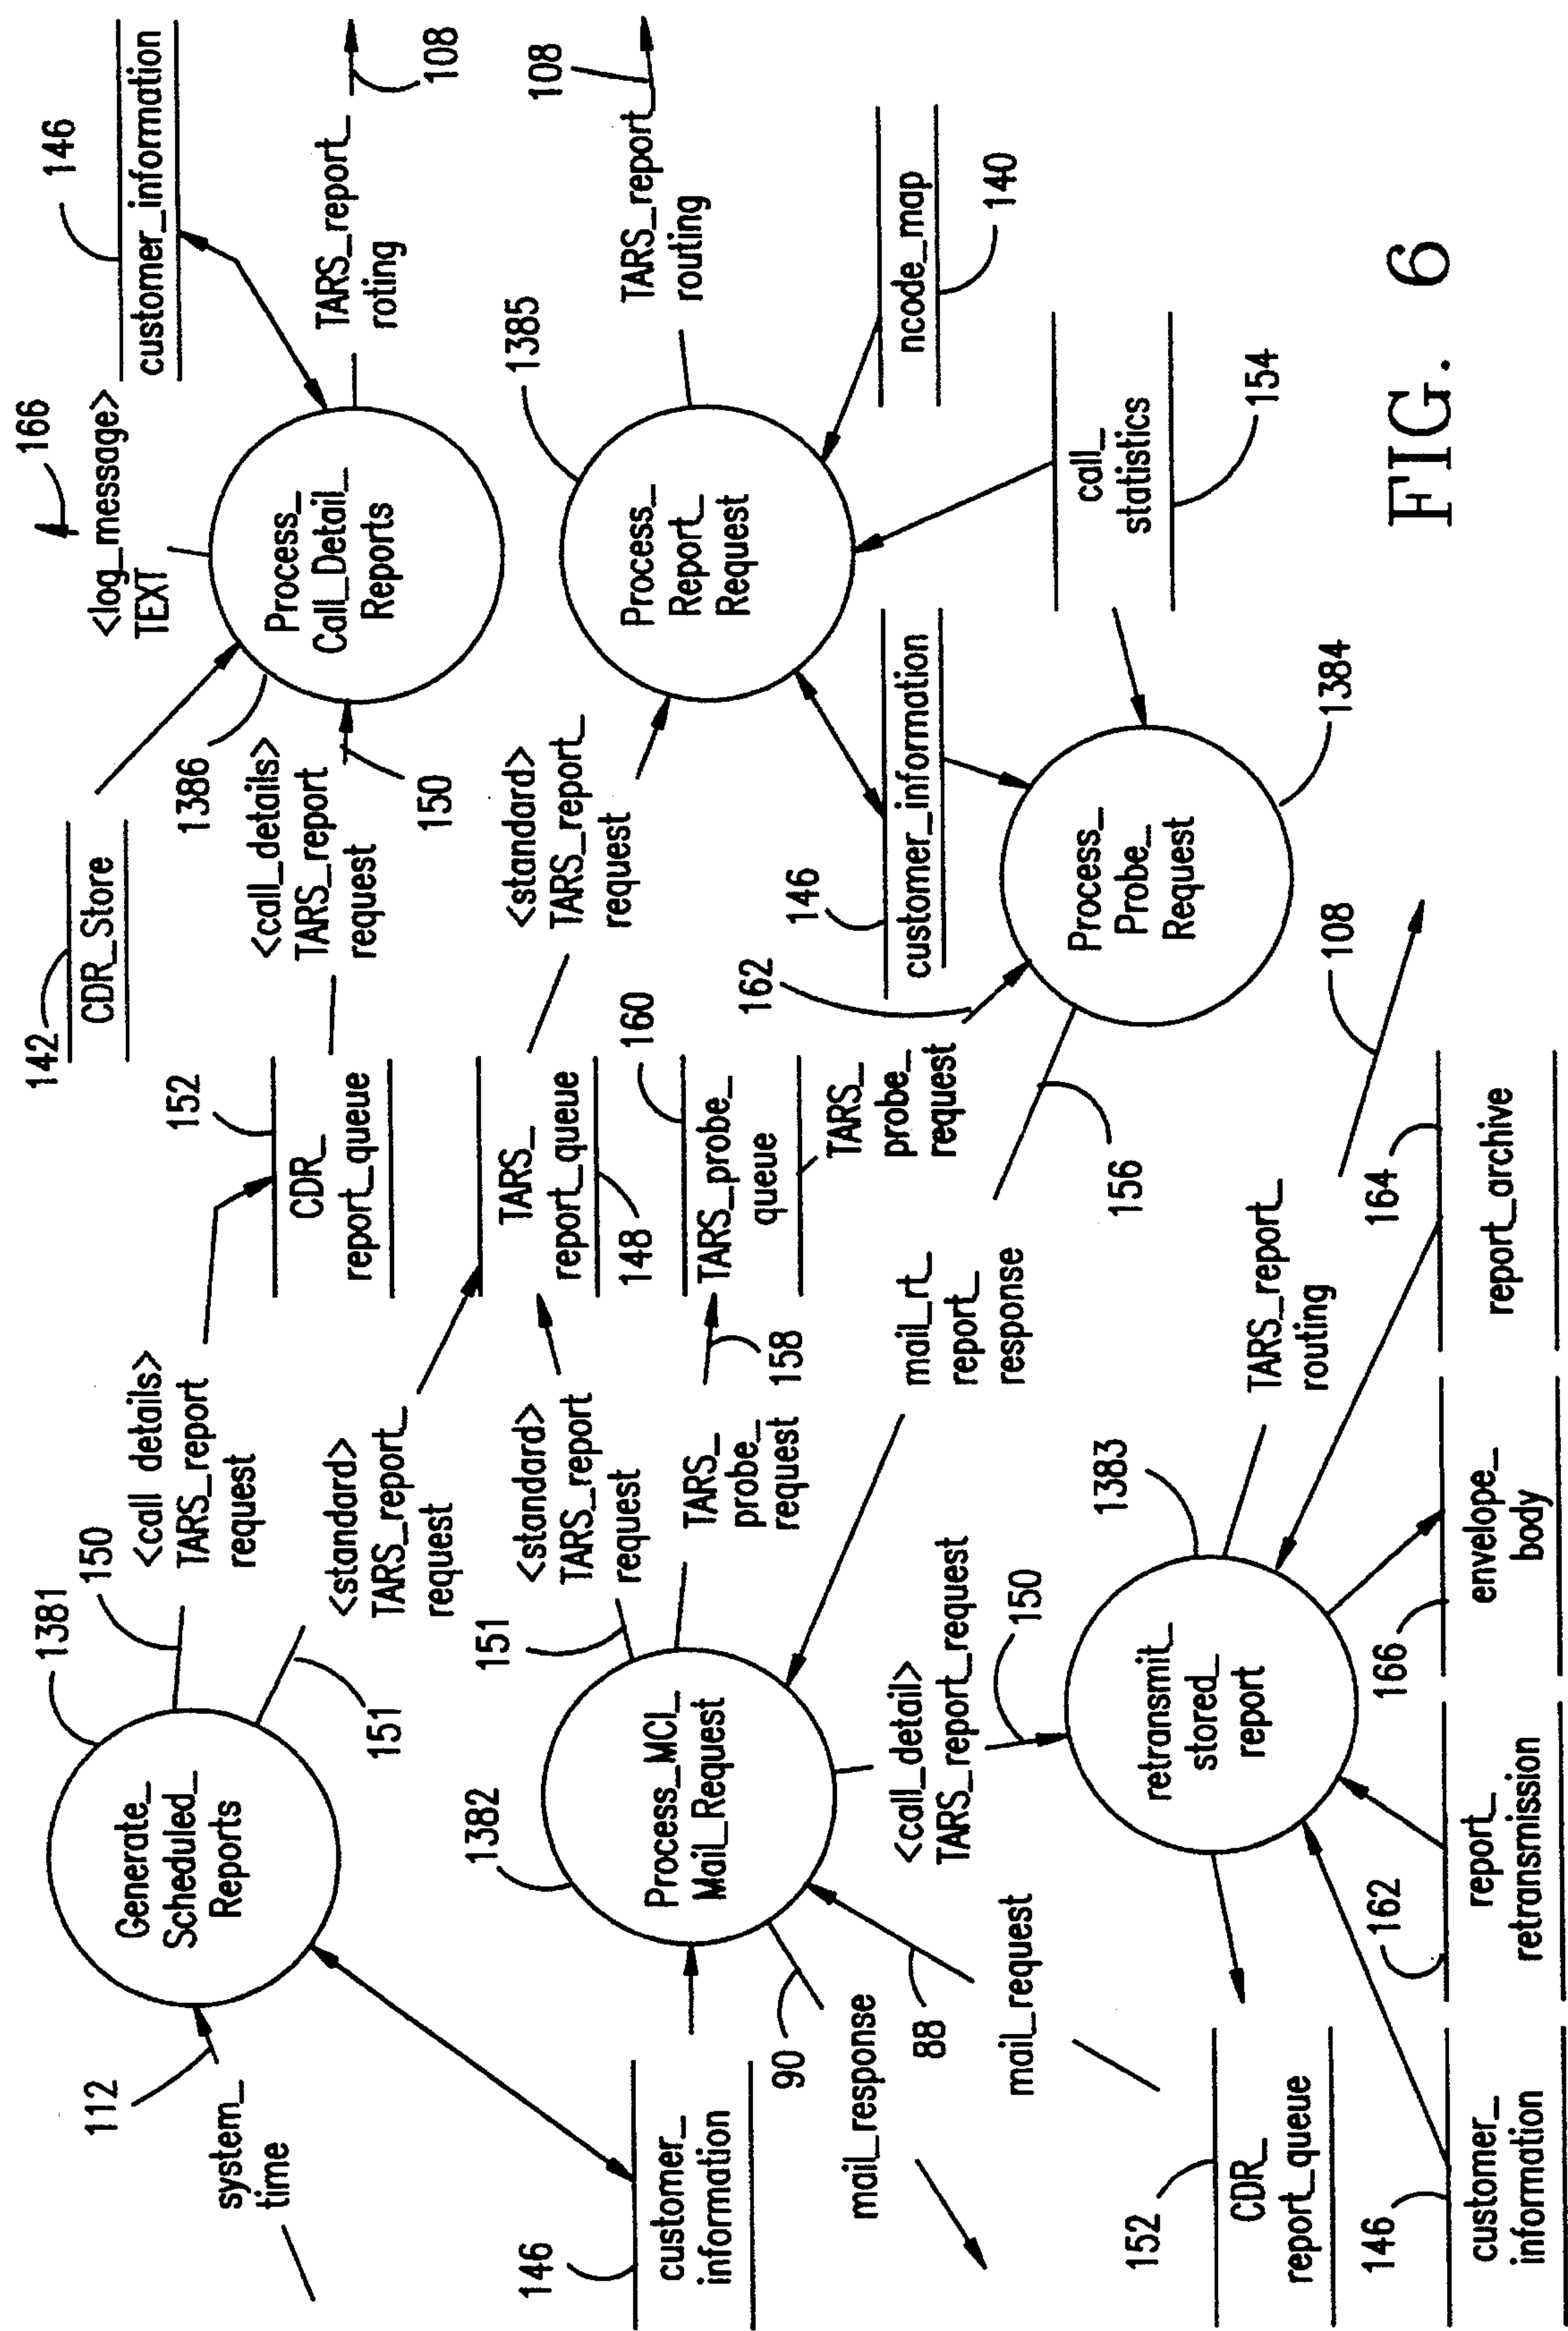 112
system_
time
1381
Generate_
Scheduled_
Reports
150
<call details>
TARS_report
request
151
<standard>
TARS_report_
request
152
CDR_
report_queue
142
CDR_Store
<call_details>
TARS_report
request
150
1386
Process_
Call_Detail_
Reports
166
<log_message>
TEXT
146
customer_information
TARS_report_
roting
108
146
customer_
information
1382
Process_MCI_
Mail_Request
151
<standard>
TARS_report
request
TARS_
report_queue
148
<standard>
TARS_report_
request
1385
Process_
Report_
Request
TARS_report_
routing
108
TARS_
probe_
request
158
160
TARS_probe_
queue
TARS_
probe_
request
162
146
customer_information
ncode_map
140
call_
statistics
154
90
mail_response
88
mail_request
mail_rt_
report_
response
156
Process_
Probe_
Request
1384
<call_detail>
TARS_report_request
150
1383
retransmit_
stored_
report
TARS_report_
routing
108
152
CDR_
report_queue
146
customer_
information
162
report_
retransmission
166
envelope_
body
164
report_archive
FIG. 6